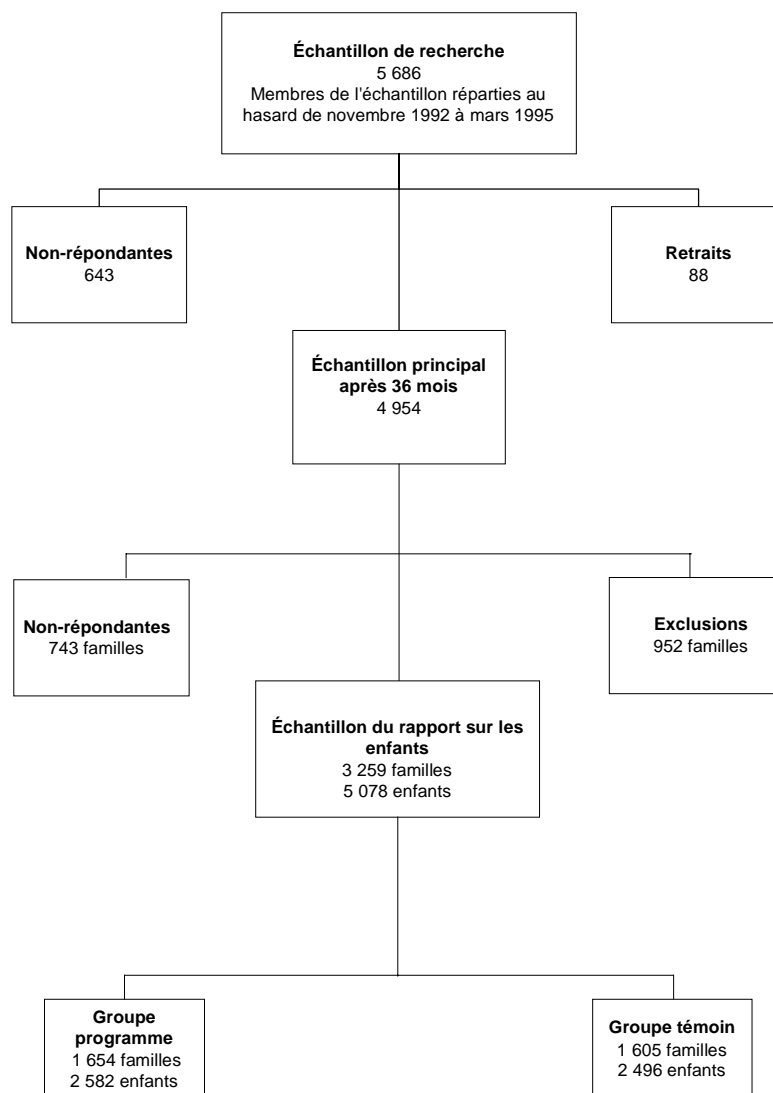 Échantillon de recherche
5 686
Membres de l'échantillon réparties au
hasard de novembre 1992 à mars 1995
Non-répondantes
643
Retraits
88
Échantillon principal
après 36 mois
4 954
Non-répondantes
743 familles
Exclusions
952 familles
Échantillon du rapport sur les
enfants
3 259 familles
5 078 enfants
Groupe
programme
1 654 familles
2 582 enfants
Groupe témoin
1 605 familles
2 496 enfants